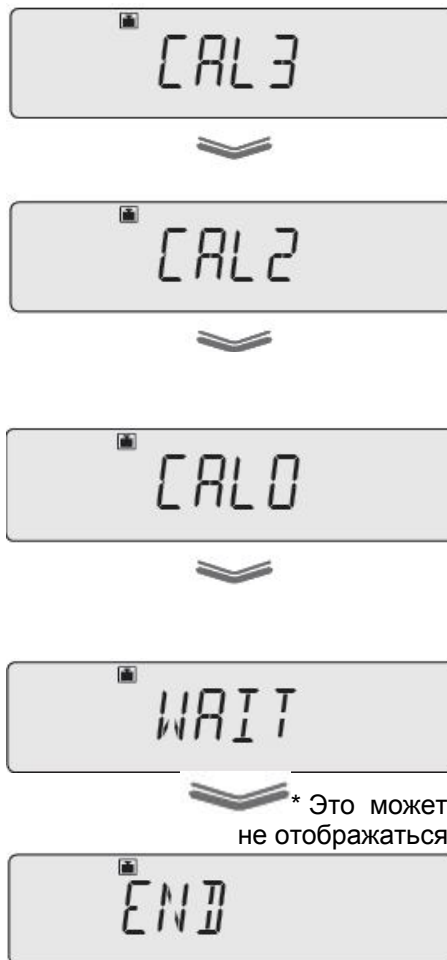 CAL3
CAL2
CAL0
WAIT
* Это может
не отображаться
END